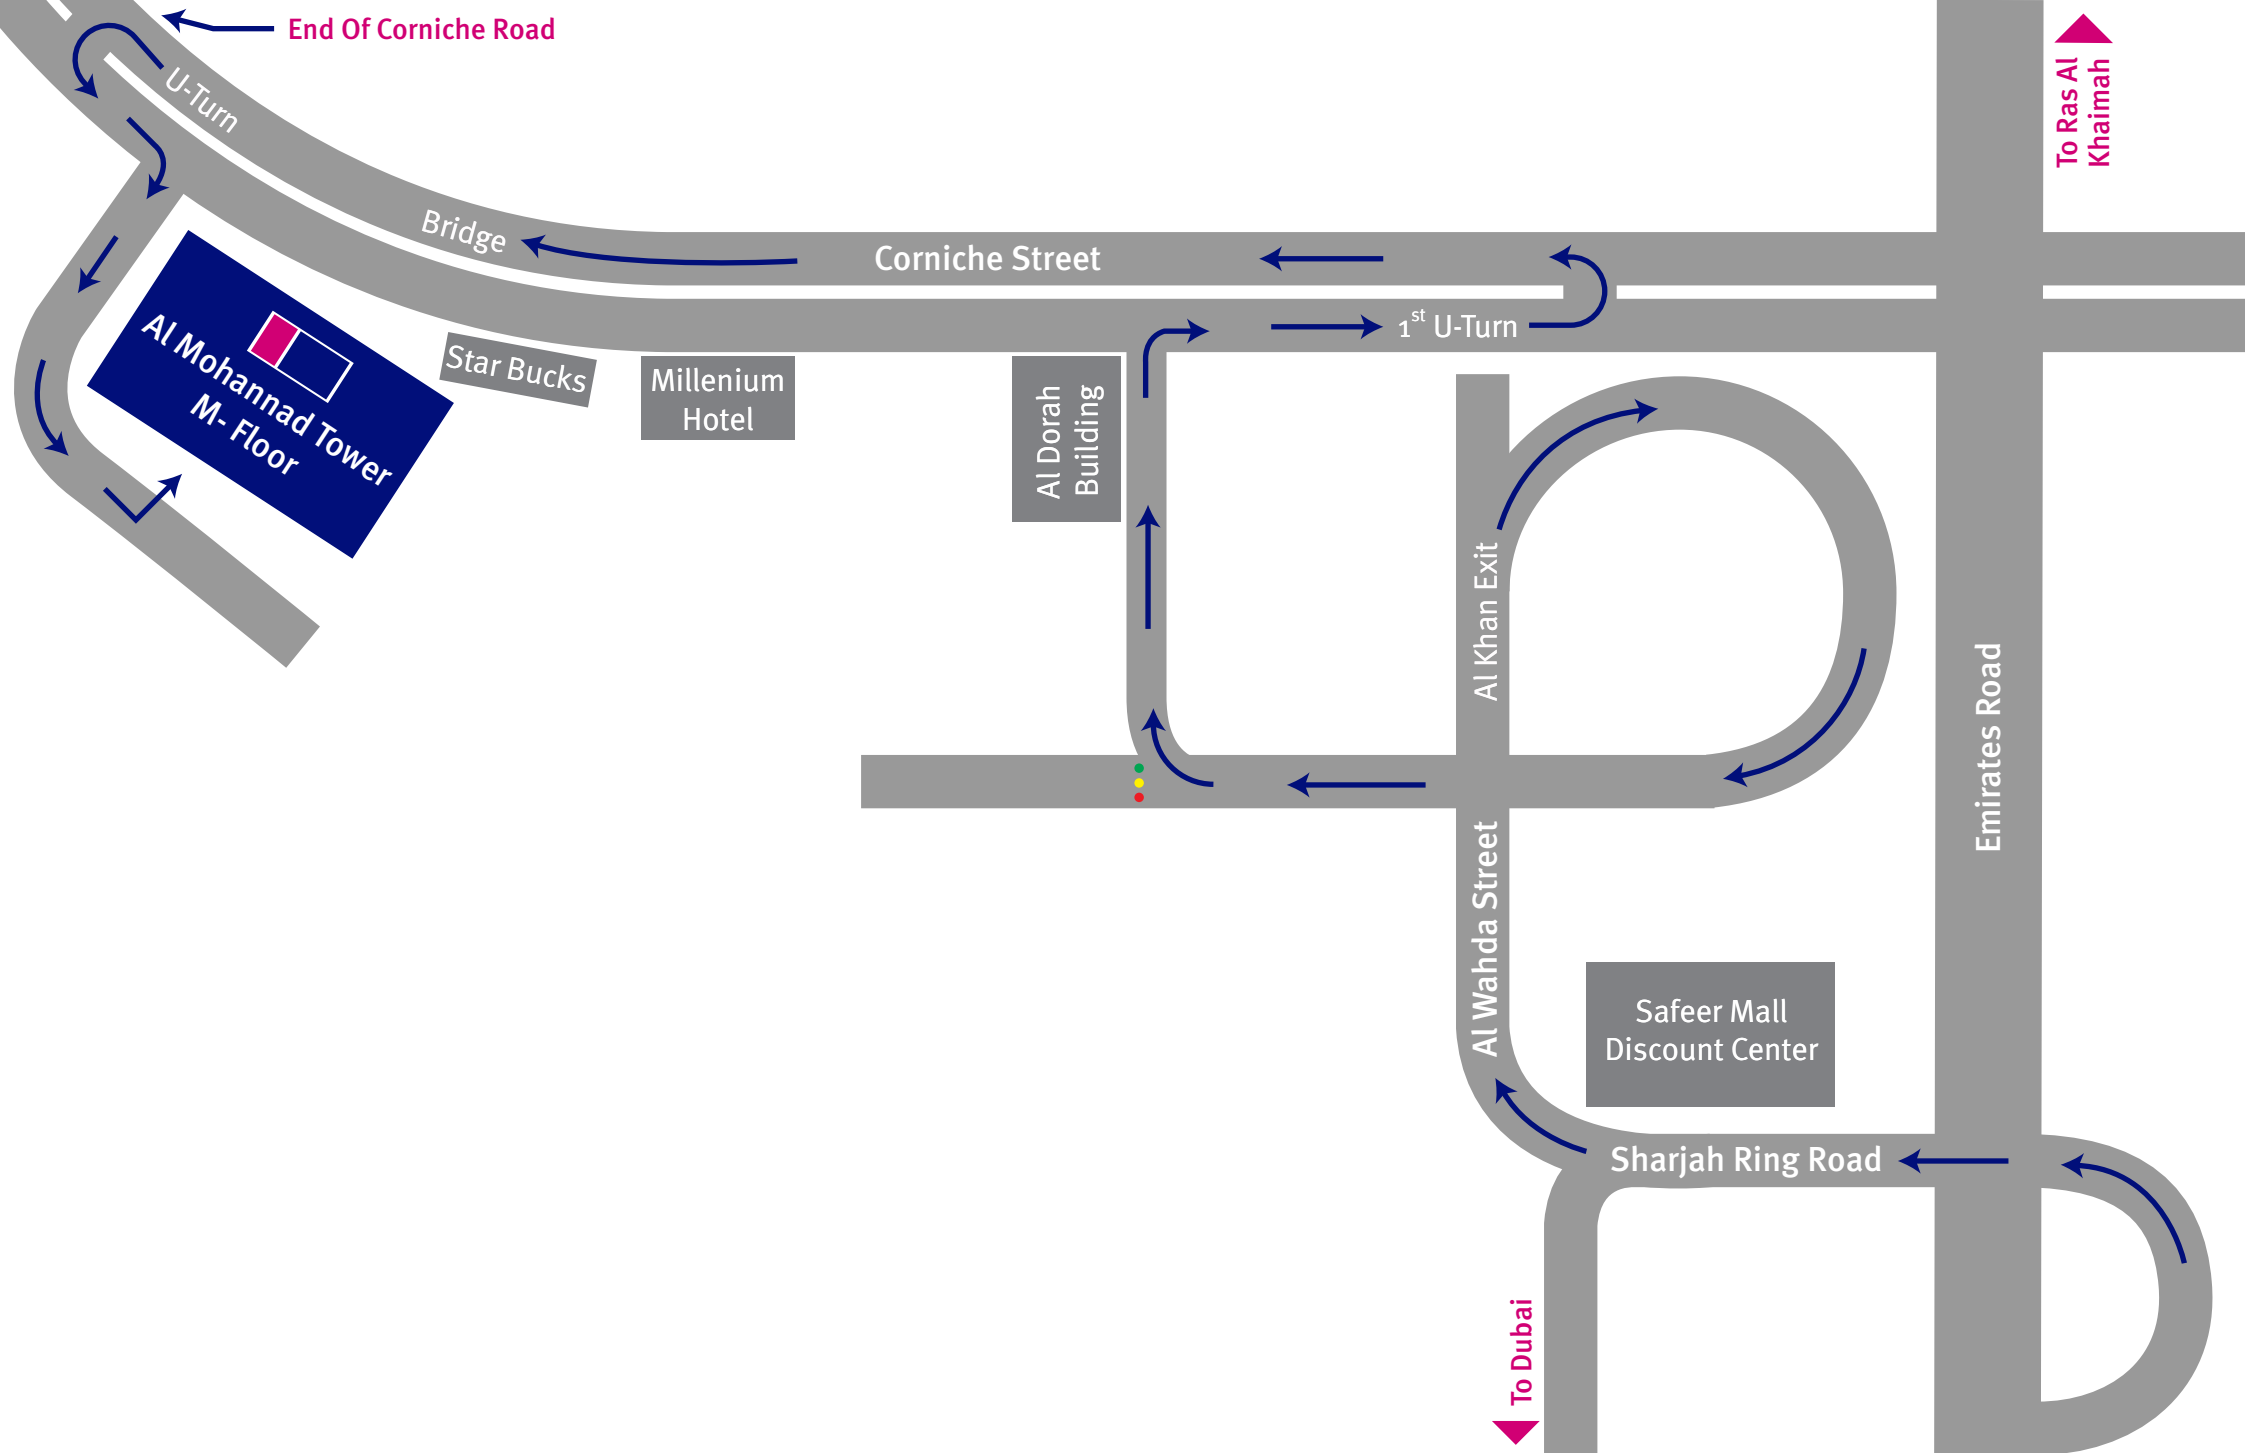 End Of Corniche Road
To Ras Al
Khaimah
U-Turn
Bridge
Corniche Street
1st U-Turn
Al Mohannad Tower
M- Floor
Star Bucks
Millenium
Hotel
Al Dorah
Building
Al Khan Exit
Emirates Road
Al Wahda Street
Safeer Mall
Discount Center
Sharjah Ring Road
To Dubai